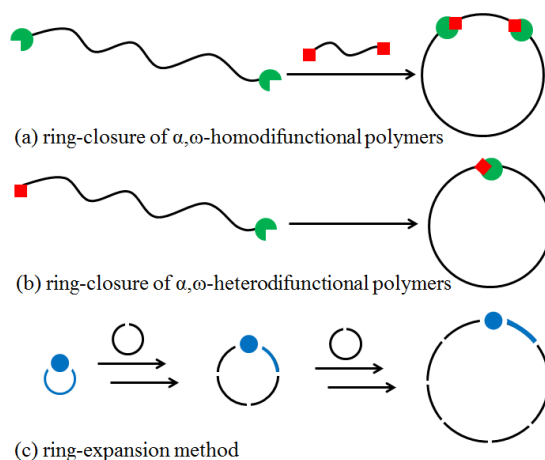 (a) ring-closure of α,ω-homodifunctional polymers
(b) ring-closure of α,ω-heterodifunctional polymers
(c) ring-expansion method